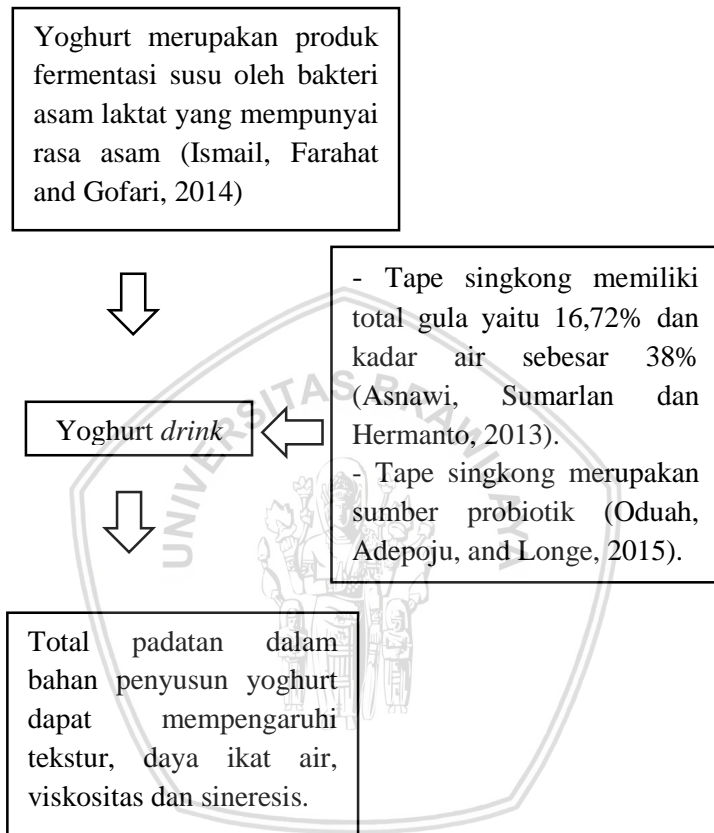 Yoghurt merupakan produk
fermentasi susu oleh bakteri
asam laktat yang mempunyai
rasa asam (Ismail, Farahat
and Gofari, 2014)
- Tape singkong memiliki
total gula yaitu 16,72% dan
kadar air sebesar 38%
(Asnawi, Sumarlan dan
Hermanto, 2013).
- Tape singkong merupakan
sumber probiotik (Oduah,
Adepoju, and Longe, 2015).
Yoghurt drink
Total padatan dalam
bahan penyusun yoghurt
dapat mempengaruhi
tekstur, daya ikat air,
viskositas dan sineresis.
UNIVERSITAS BRAWIJAYA